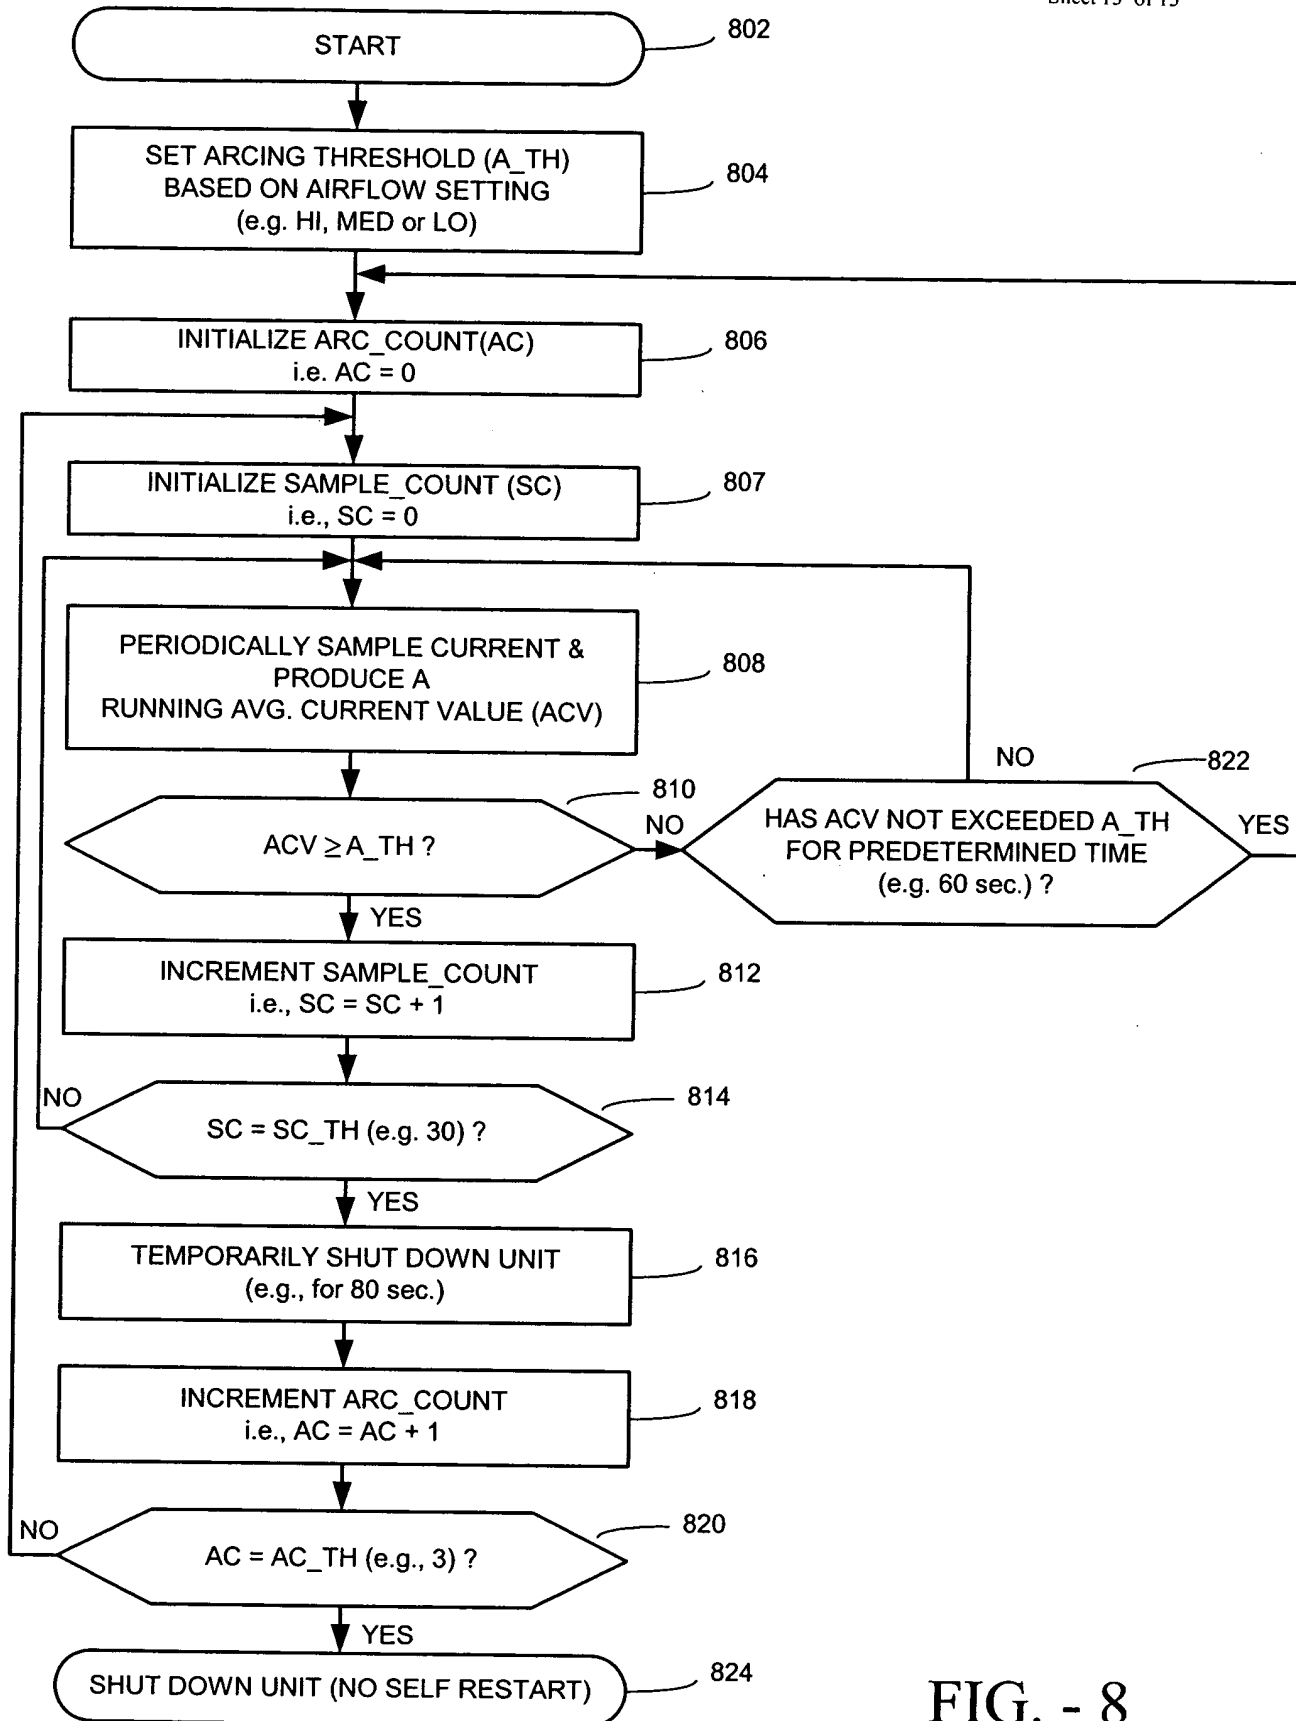 START
802
SET ARCING THRESHOLD (A_TH)
BASED ON AIRFLOW SETTING
(e.g. HI, MED or LO)
804
INITIALIZE ARC_COUNT(AC)
i.e. AC = 0
806
INITIALIZE SAMPLE_COUNT (SC)
i.e., SC = 0
807
PERIODICALLY SAMPLE CURRENT &
PRODUCE A
RUNNING AVG. CURRENT VALUE (ACV)
808
ACV ≥ A_TH ?
810
NO
HAS ACV NOT EXCEEDED A_TH
FOR PREDETERMINED TIME
(e.g. 60 sec.) ?
822
NO
YES
YES
INCREMENT SAMPLE_COUNT
i.e., SC = SC + 1
812
SC = SC_TH (e.g. 30) ?
814
NO
YES
TEMPORARILY SHUT DOWN UNIT
(e.g., for 80 sec.)
816
INCREMENT ARC_COUNT
i.e., AC = AC + 1
818
AC = AC_TH (e.g., 3) ?
820
NO
YES
SHUT DOWN UNIT (NO SELF RESTART)
824
FIG. - 8